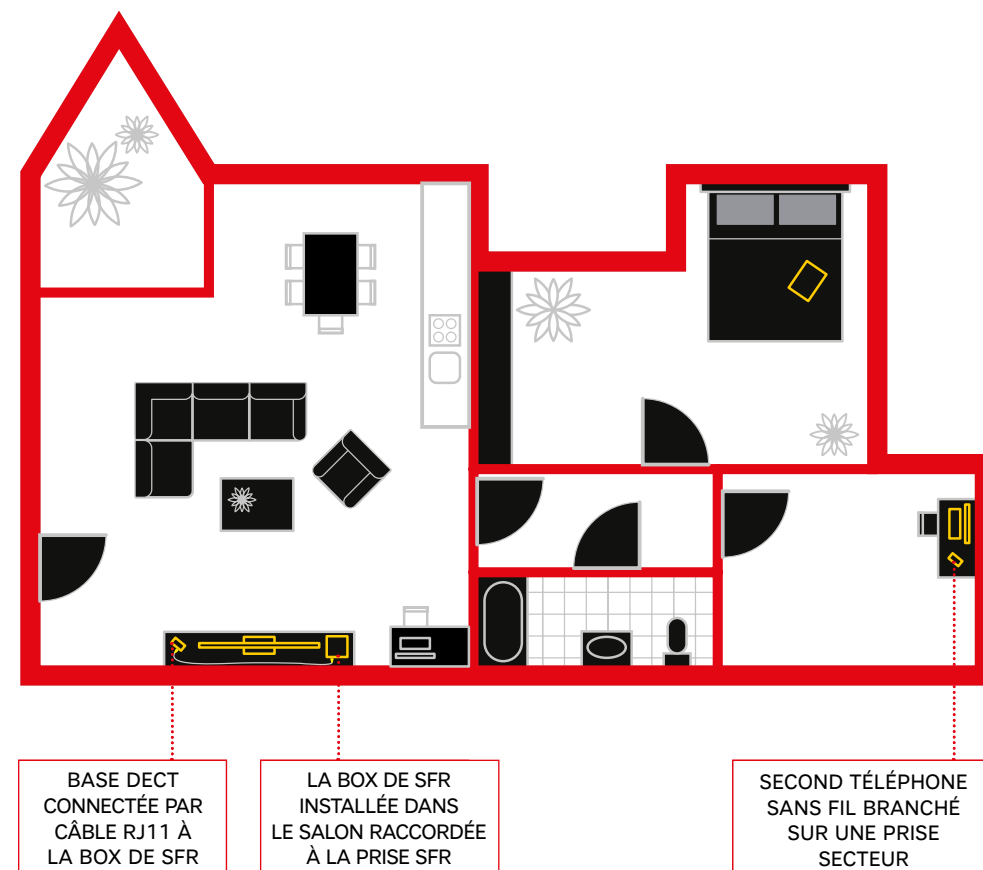 BASE DECT
CONNECTÉE PAR
CÂBLE RJ11 À
LA BOX DE SFR
LA BOX DE SFR
INSTALLÉE DANS
LE SALON RACCORDÉE
À LA PRISE SFR
SECOND TÉLÉPHONE
SANS FIL BRANCHÉ
SUR UNE PRISE
SECTEUR